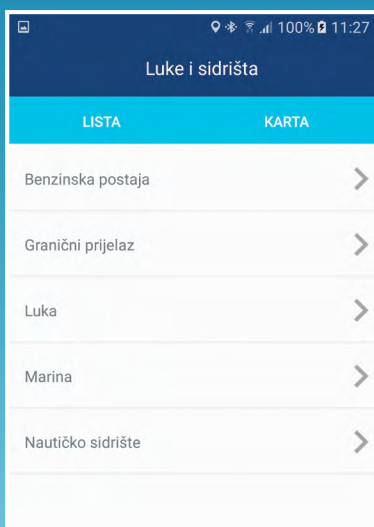 100% 11:27
Luke i sidrišta
LISTA KARTA
Benzinska postaja
Granični prijelaz
Luka
Marina
Nautičko sidrište